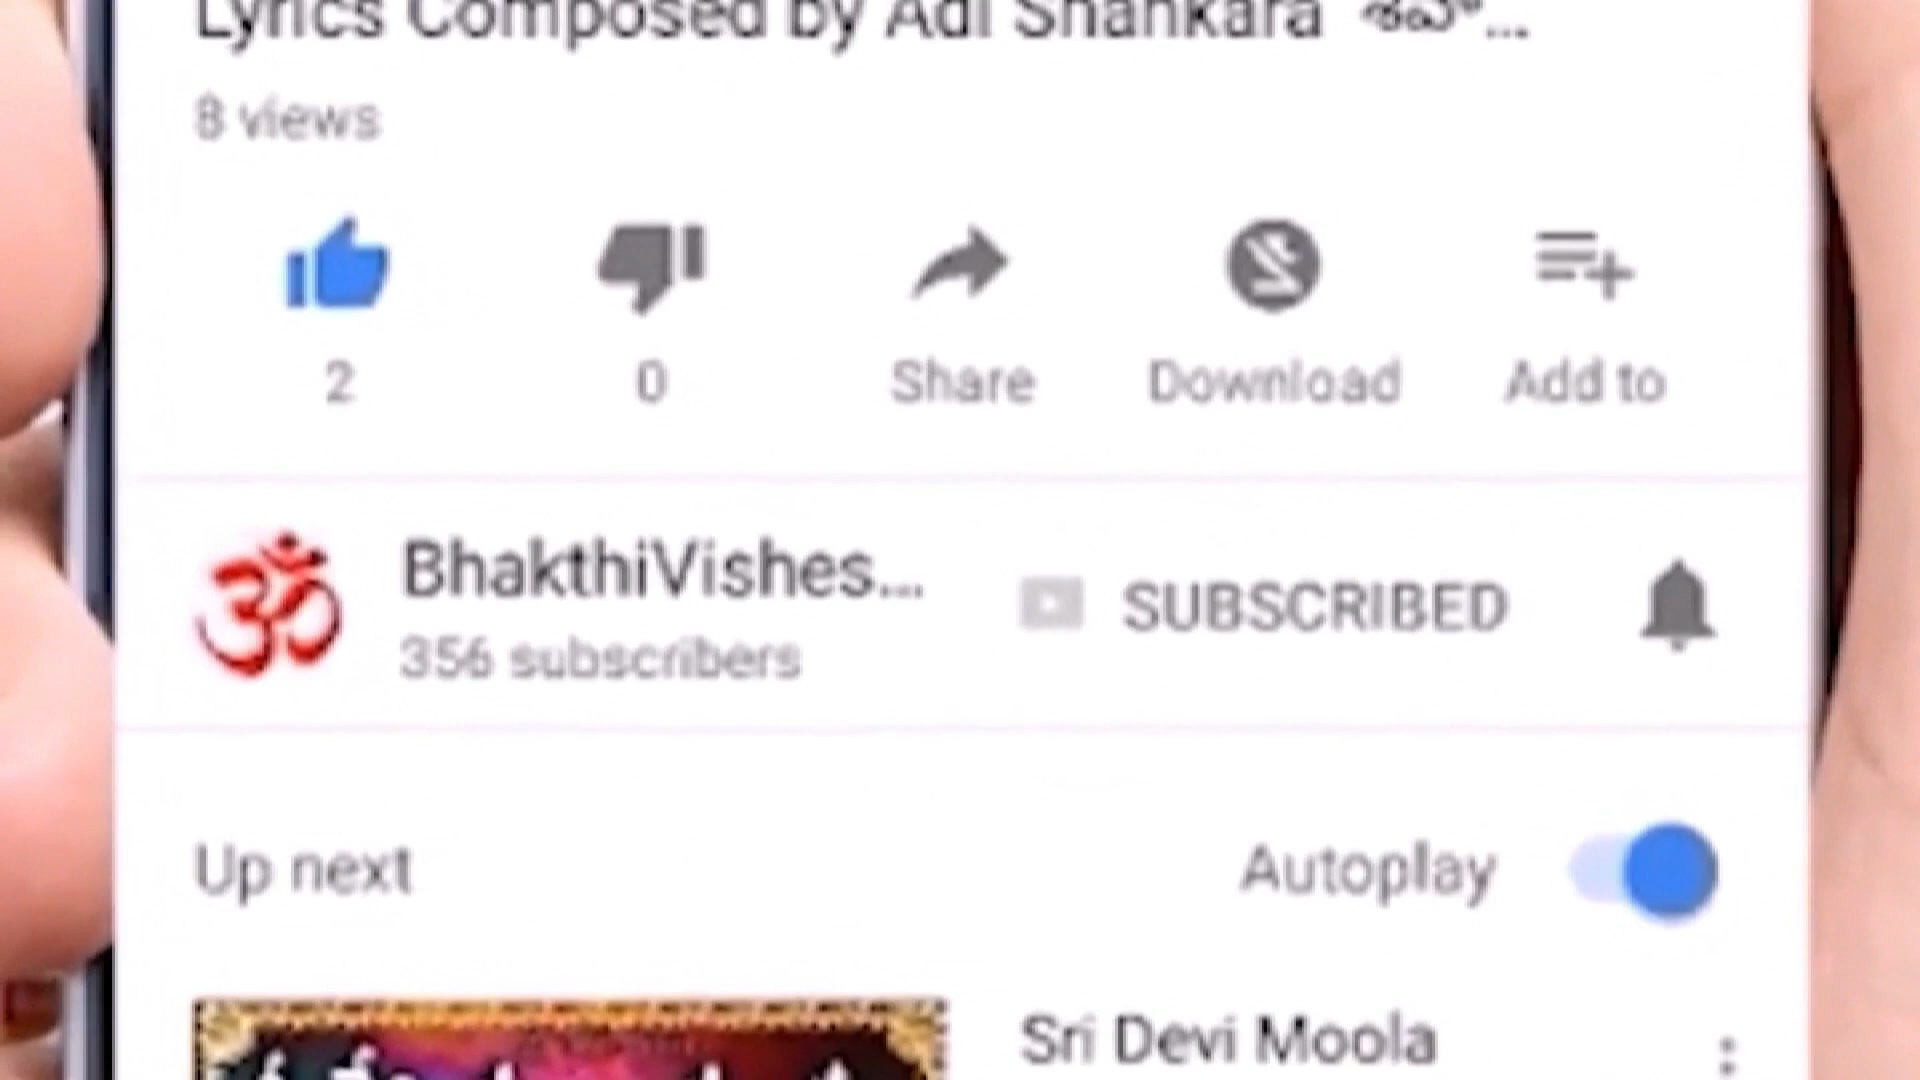 Lyrics Composed by Adi Shankara
8 views
2
0
Share
Download
Add to
BhakthiVishes...
SUBSCRIBED
356 subscribers
Up next
Autoplay
Sri Devi Moola